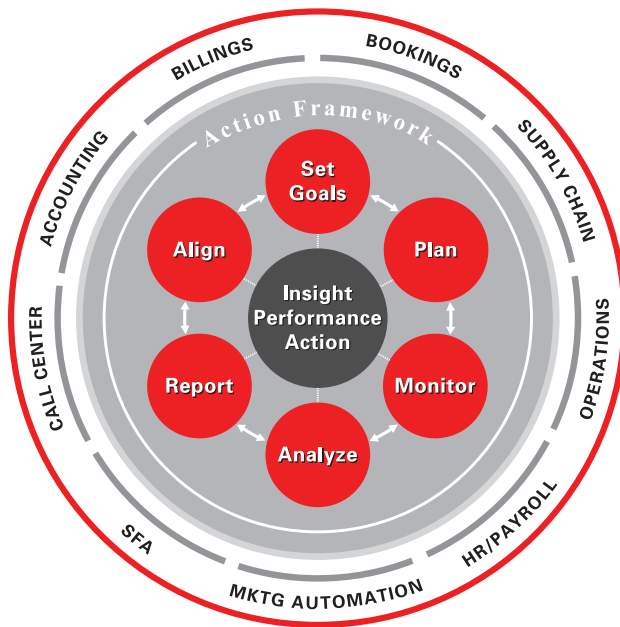 BILLINGS
BOOKINGS
SUPPLY CHAIN
OPERATIONS
HR/PAYROLL
MKTG AUTOMATION
SFA
CALL CENTER
ACCOUNTING
Action Framework
Set
Goals
Plan
Monitor
Analyze
Report
Align
Insight
Performance
Action